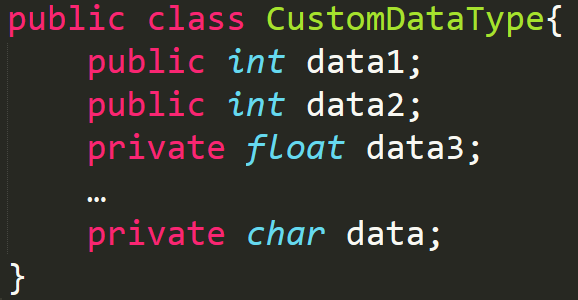 public class CustomDataType{
    public int data1;
    public int data2;
    private float data3;
    …
    private char data;
}